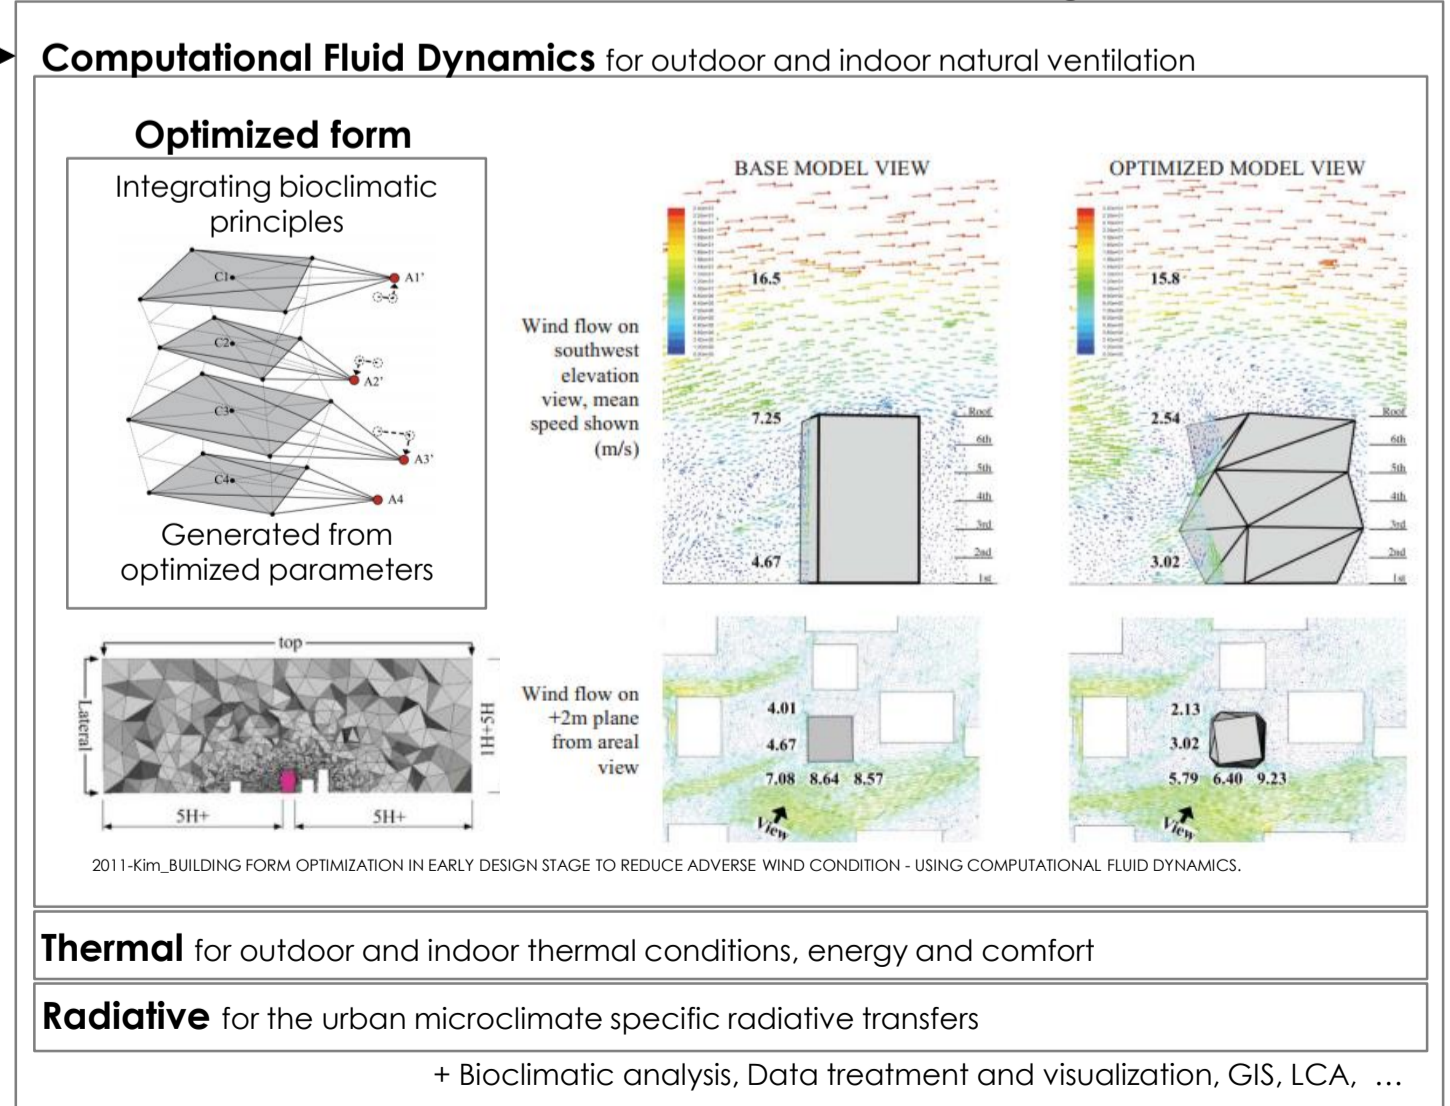 Computational Fluid Dynamics for outdoor and indoor natural ventilation
Optimized form
Integrating bioclimatic
principles
C1
A1'
C2
A2'
C3
A3'
C4
A4
Generated from
optimized parameters
top
Lateral
1H+5H
5H+
5H+
BASE MODEL VIEW
OPTIMIZED MODEL VIEW
Wind flow on
southwest
elevation
view, mean
speed shown
(m/s)
16.5
7.25
4.67
Roof
6th
5th
4th
3rd
2nd
1st
15.8
2.54
3.02
Roof
6th
5th
4th
3rd
2nd
1st
Wind flow on
+2m plane
from areal
view
4.01
4.67
7.08 8.64 8.57
View
2.13
3.02
5.79 6.40 9.23
View
2011-Kim_BUILDING FORM OPTIMIZATION IN EARLY DESIGN STAGE TO REDUCE ADVERSE WIND CONDITION - USING COMPUTATIONAL FLUID DYNAMICS.
Thermal for outdoor and indoor thermal conditions, energy and comfort
Radiative for the urban microclimate specific radiative transfers
+ Bioclimatic analysis, Data treatment and visualization, GIS, LCA, ...